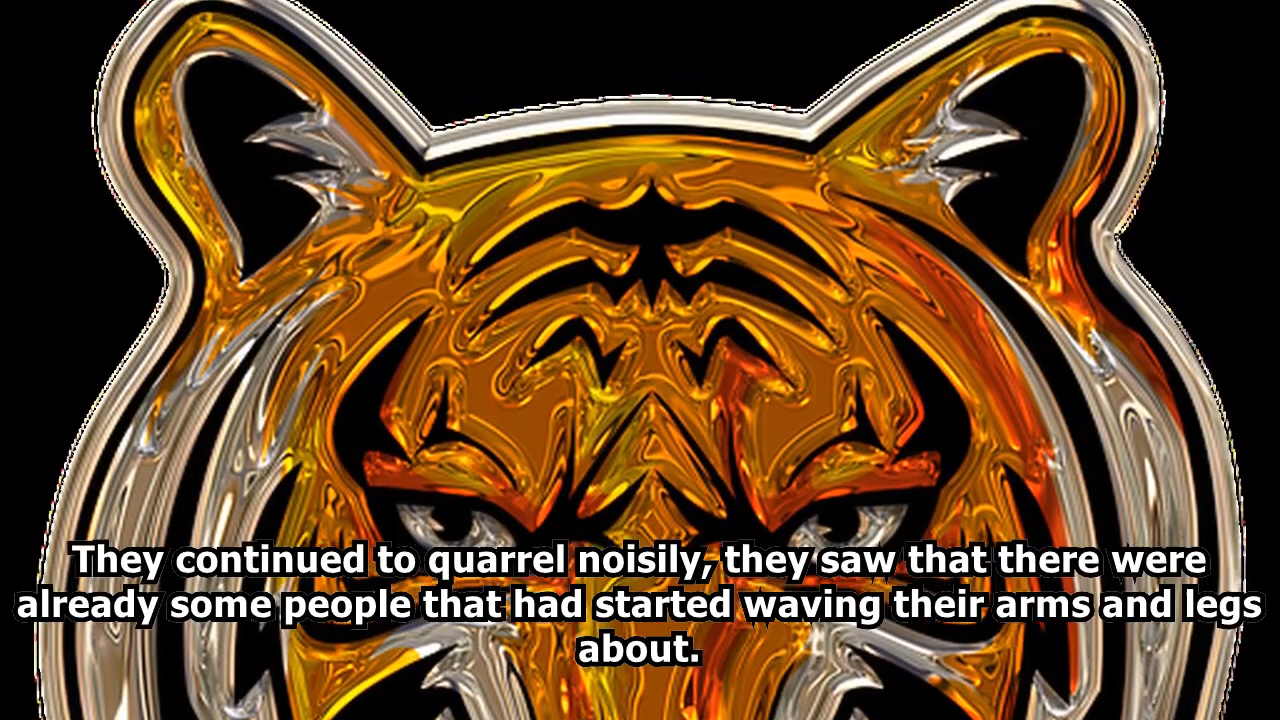 They continued to quarrel noisily, they saw that there were
already some people that had started waving their arms and legs
about.